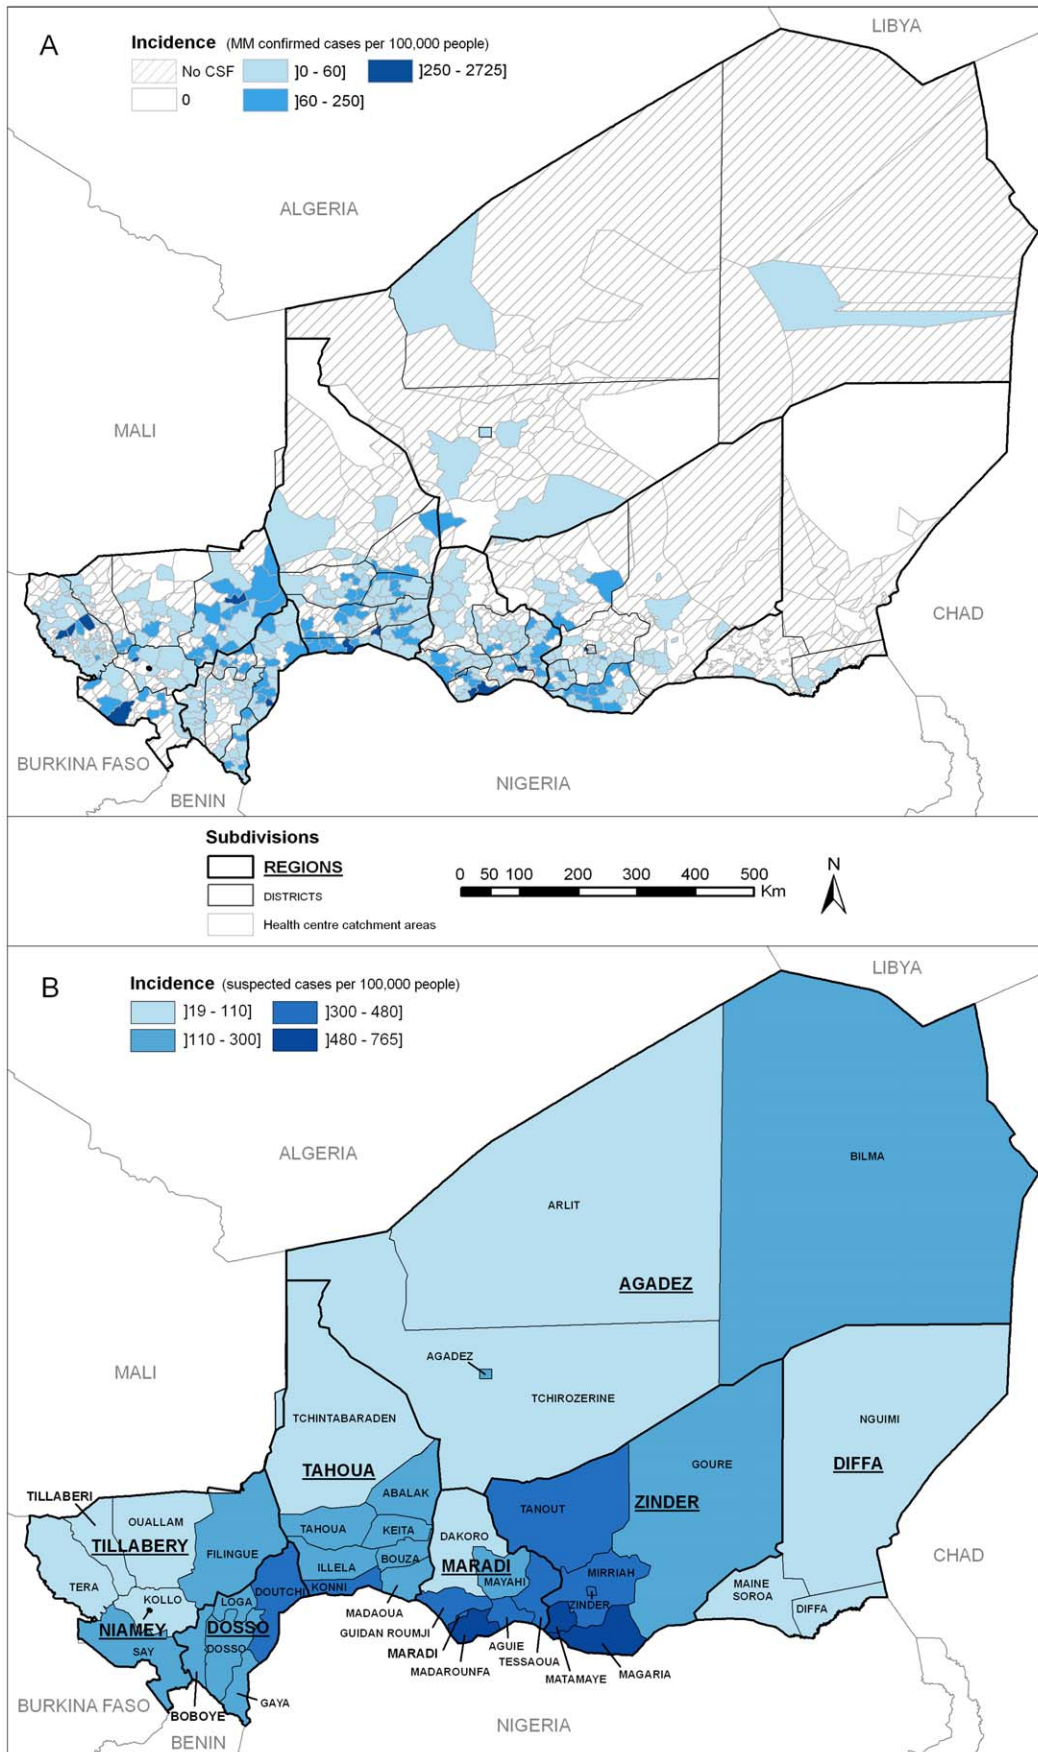 LIBYA
A
Incidence (MM confirmed cases per 100,000 people)
No CSF
]0 - 60]
]250 - 2725]
0
]60 - 250]
ALGERIA
MALI
CHAD
BURKINA FASO
NIGERIA
BENIN
Subdivisions
REGIONS
DISTRICTS
Health centre catchment areas
0 50 100 200 300 400 500
Km
N
LIBYA
B
Incidence (suspected cases per 100,000 people)
]19 - 110]
]300 - 480]
]110 - 300]
]480 - 765]
ALGERIA
BILMA
ARLIT
AGADEZ
MALI
AGADEZ
TCHIROZERINE
TCHINTABARADEN
NGUIMI
GOURE
DIFFA
TAHOUA
ABALAK
ZINDER
TILLABERI
TANOUT
OUALLAM
TAHOUA
KEITA
DAKORO
TILLABERY
FILINGUE
BOUZA
MARADI
CHAD
ILLELA
MIRRIAH
TERA
DOUTCHI
KONNI
MAYAHI
MAINE
SOROA
KOLLO
LOGA
ZINDER
MADAOUA
DIFFA
NIAMEY
DOSSO
GUIDAN ROUMJI
SAY
DOSSO
MARADI
AGUIE
TESSAOUA
MADAROUNFA
MATAMAYE
MAGARIA
BURKINA FASO
GAYA
BOBOYE
NIGERIA
BENIN